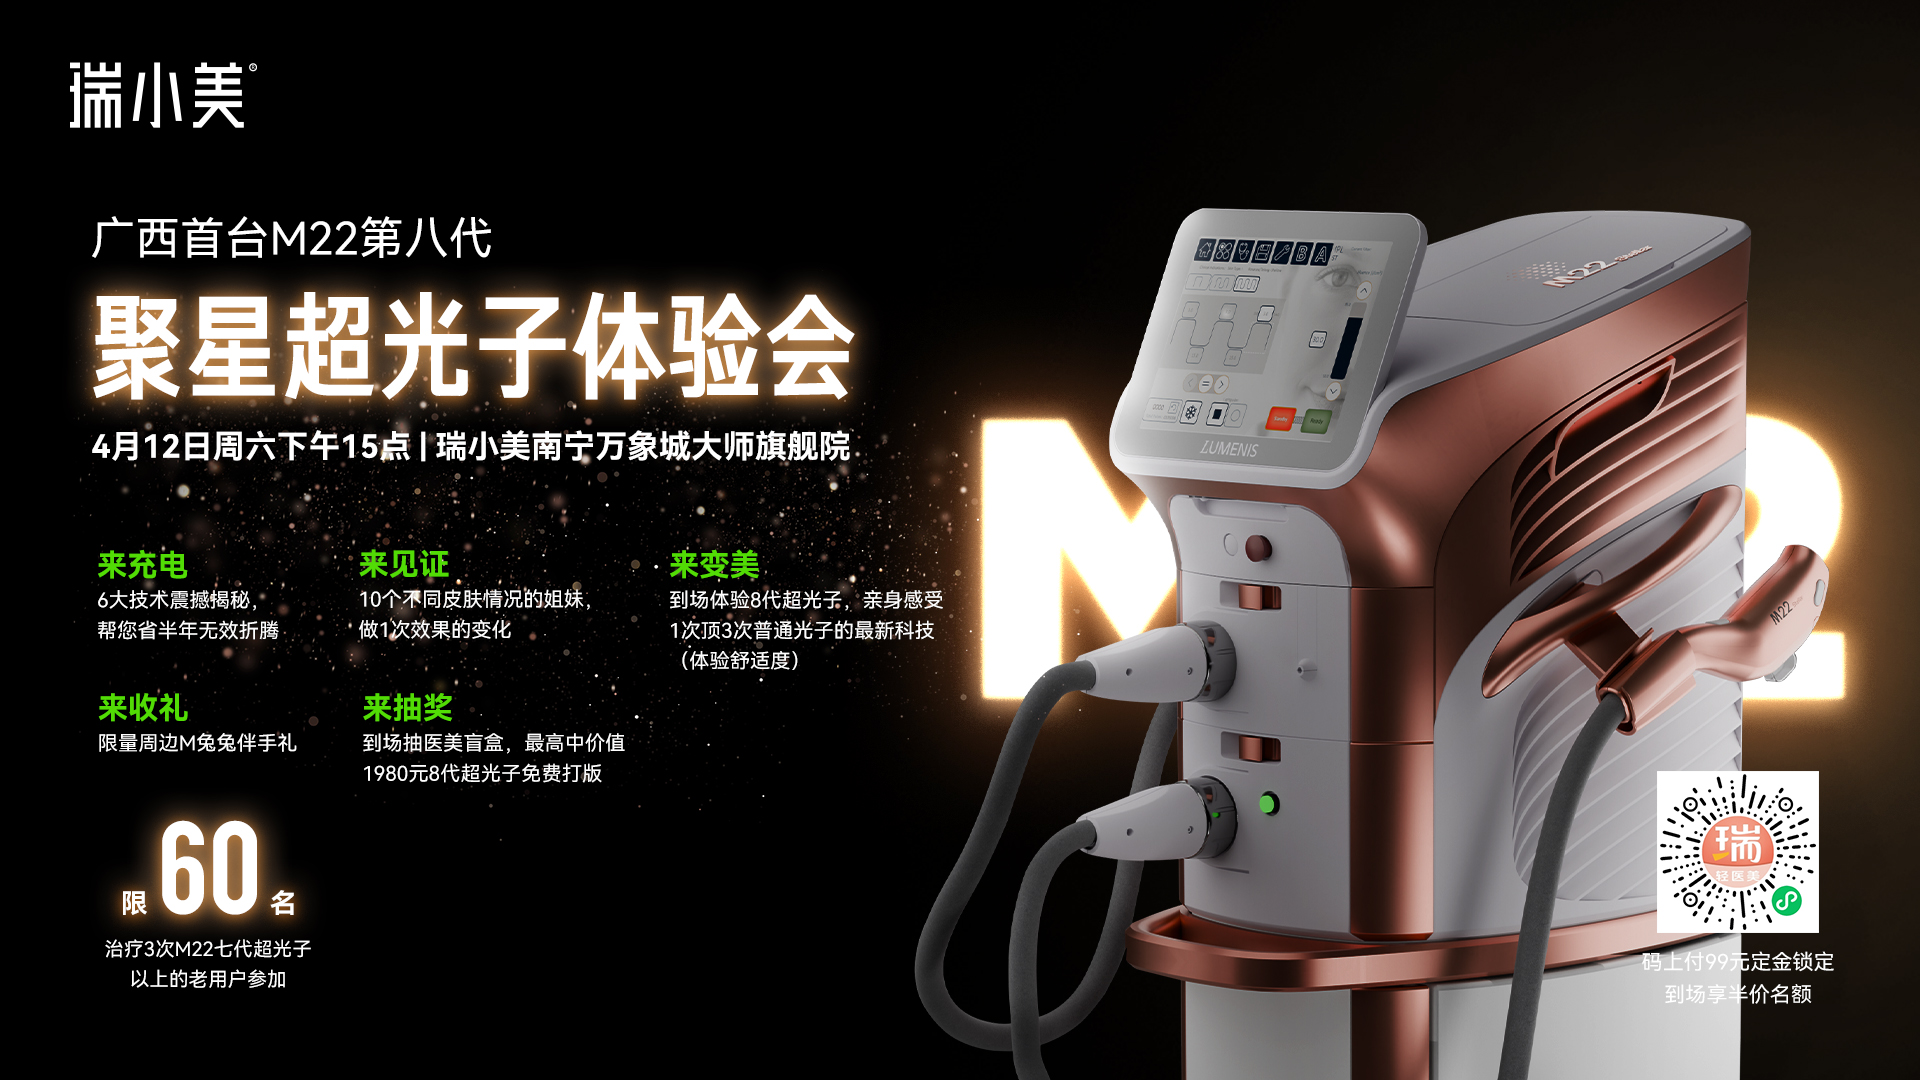 瑞小美®
广西首台M22第八代
聚星超光子体验会
4月12日周六下午15点 | 瑞小美南宁万象城大师旗舰院
来充电
6大技术震撼揭秘，
帮您省半年无效折腾
来见证
10个不同皮肤情况的姐妹，
做1次效果的变化
来变美
到场体验8代超光子，亲身感受
1次顶3次普通光子的最新科技
（体验舒适度）
来收礼
限量周边M兔兔伴手礼
来抽奖
到场抽医美盲盒，最高中价值
1980元8代超光子免费打版
限60名
治疗3次M22七代超光子
以上的老用户参加
M22
LUMENIS
M22
瑞
轻医美
码上付99元定金锁定
到场享半价名额